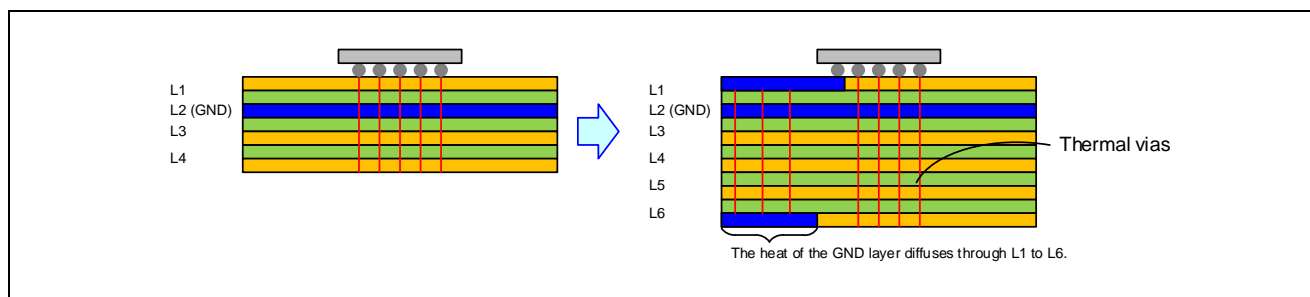 L1
L2 (GND)
L3
L4
L1
L2 (GND)
L3
L4
L5
L6
Thermal vias
The heat of the GND layer diffuses through L1 to L6.